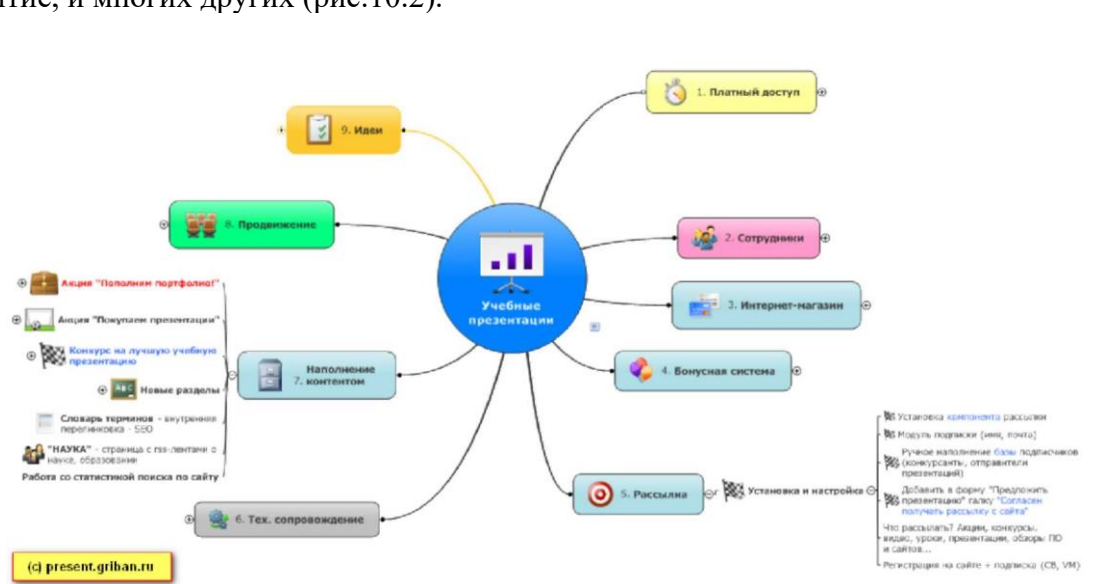 и многих других (рис.10.2).
1. Платный доступ
9. Идеи
8. Продвижение
2. Сотрудники
Учебные
презентации
3. Интернет-магазин
4. Бонусная система
Наполнение
7. контентом
Акция "Пополним портфолио!"
Акция "Покупаем презентации"
Конкурс на лучшую учебную
презентацию
Новые разделы
Словарь терминов - внутренняя
перелинковка - SEO
"НАУКА" - страница с rss-лентами о
науке, образовании
Работа со статистикой поиска по сайту
5. Рассылка
Установка и настройка
Установка компонента рассылки
Модуль подписки (имя, почта)
Ручное наполнение базы подписчиков
(конкурсанты, отправители
презентаций)
Добавить в форму "Предложить
презентацию" галку "Согласен
получать рассылку с сайта"
Что рассылать? Акции, конкурсы,
видео, уроки, презентации, обзоры ПО
и сайтов...
Регистрация на сайте + подписка (CB, VM)
6. Тех. сопровождение
(c) present.griban.ru